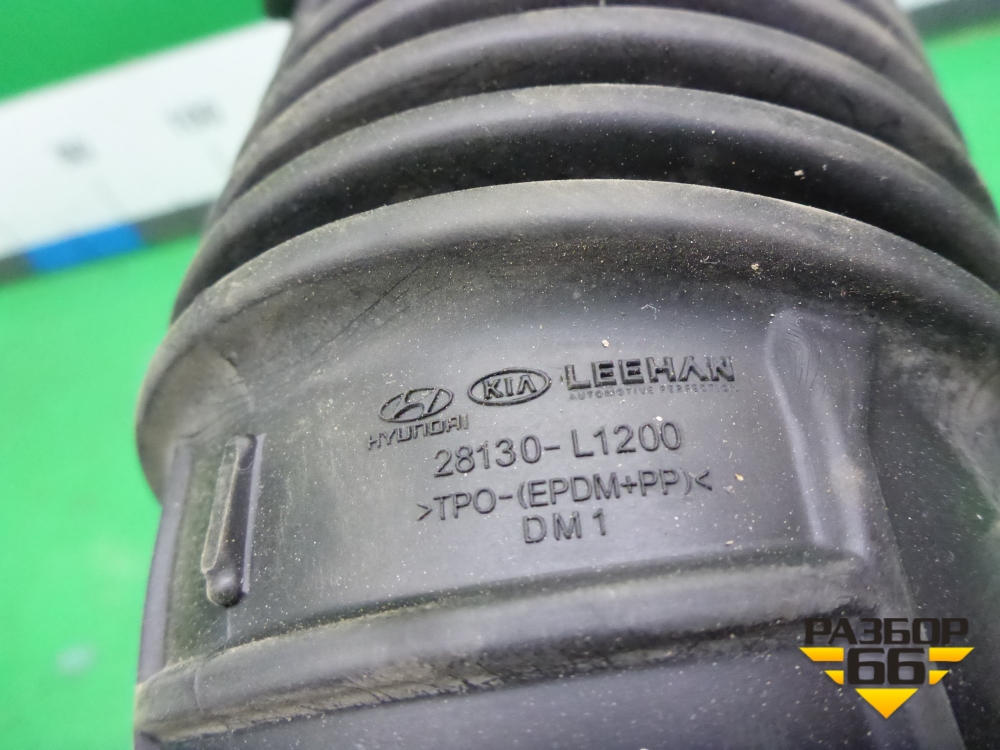 HYUNDAI KIA LEEHAN
AUTOMOTIVE PERFECTION
28130-L1200
>TPO-(EPDM+PP)<
DM1
РАЗБОР
66